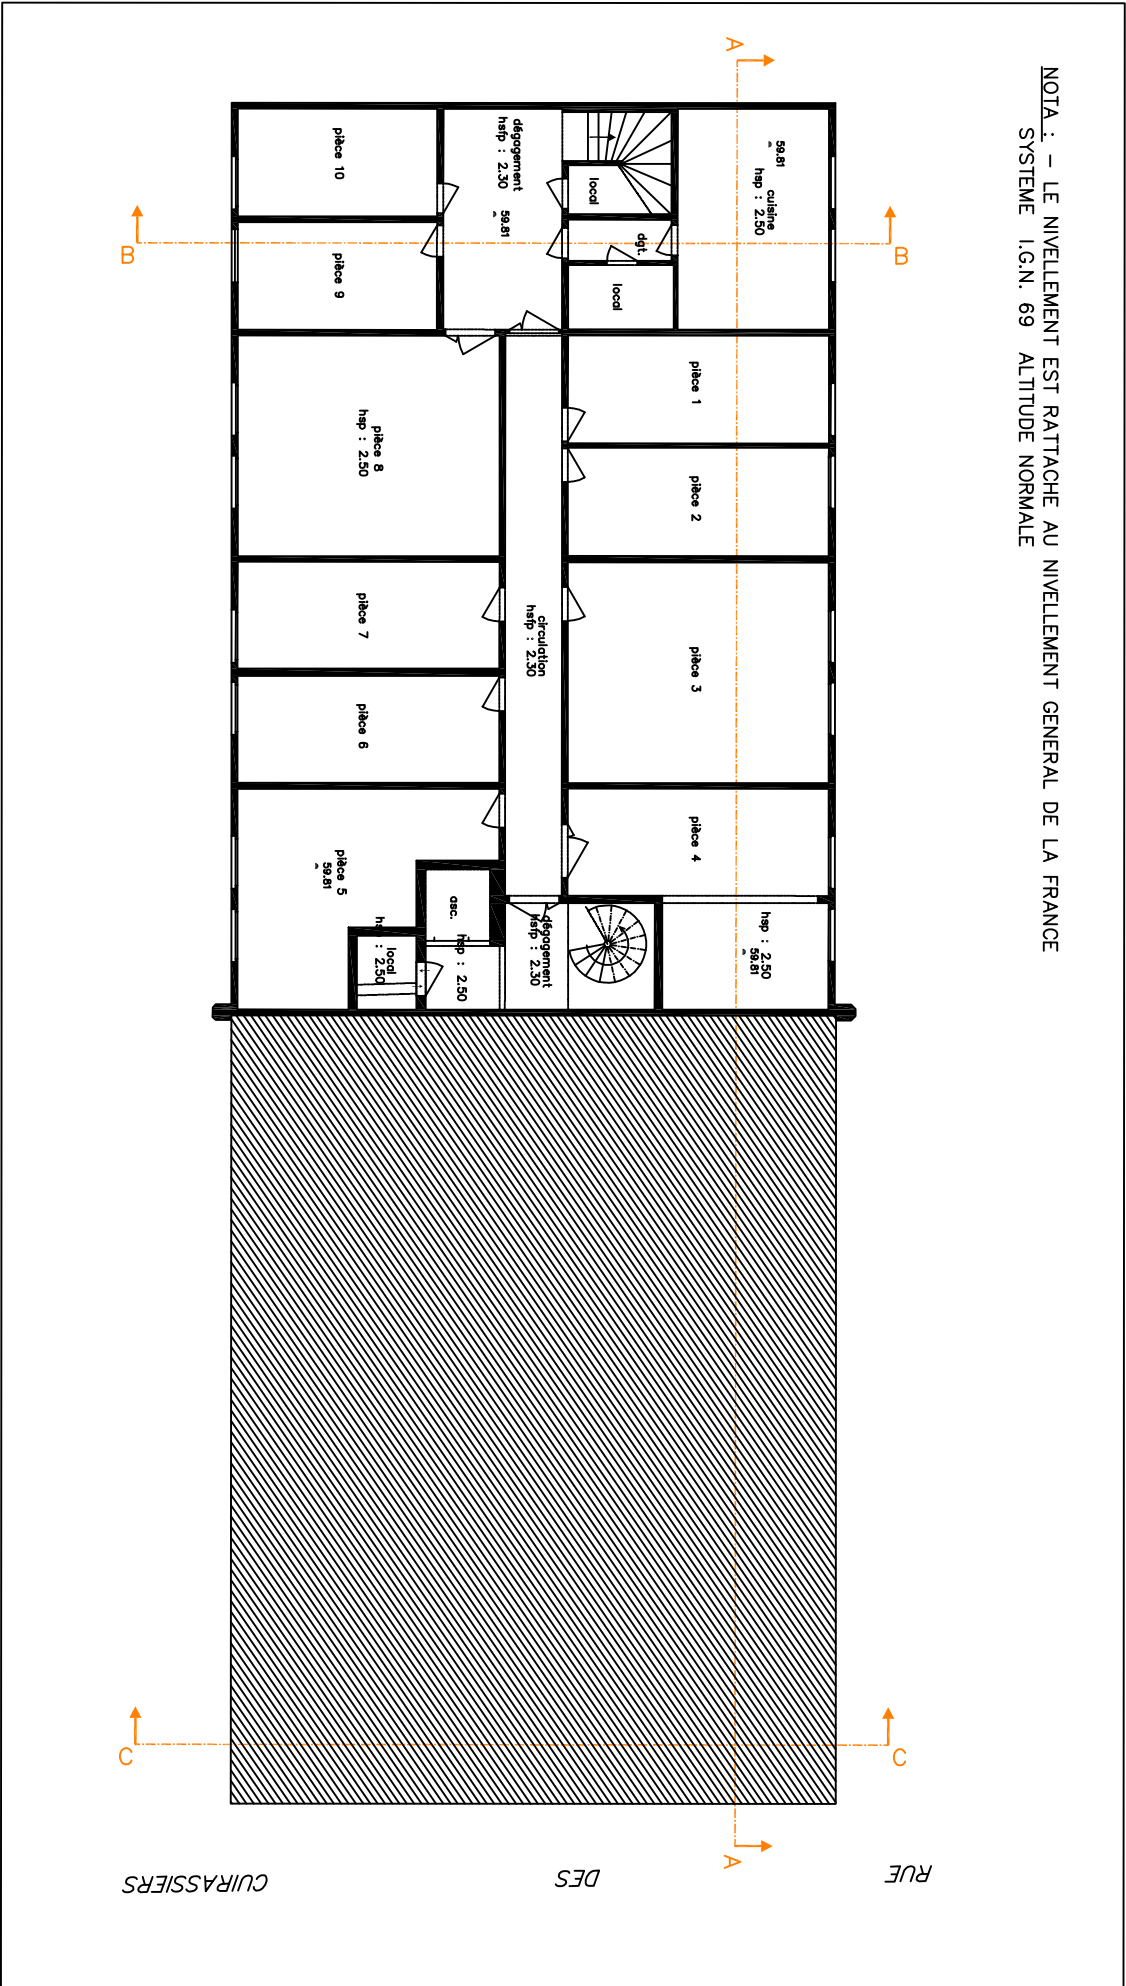 NOTA : - LE NIVELLEMENT EST RATTACHE AU NIVELLEMENT GENERAL DE LA FRANCE
SYSTEME I.G.N. 69 ALTITUDE NORMALE
A
B
59.81
cuisine
hsp : 2.50
dégagement
hsfp : 2.30
59.81
local
dgt.
local
pièce 10
pièce 9
B
pièce 1
pièce 2
pièce 3
pièce 4
hsp : 2.50
59.81
circulation
hsfp : 2.30
dégagement
hsfp : 2.30
pièce 8
hsp : 2.50
pièce 7
pièce 6
pièce 5
59.81
asc.
hsp : 2.50
local
hsp : 2.50
C
C
A
RUE
DES
CUIRASSIERS